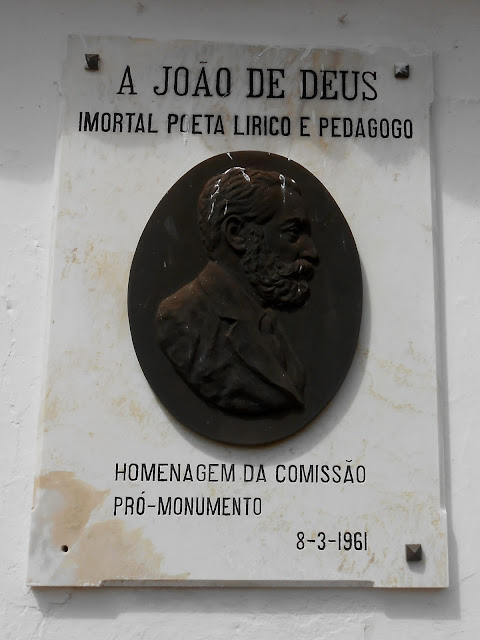 A JOÃO DE DEUS
IMORTAL POETA LIRICO E PEDAGOGO
HOMENAGEM DA COMISSÃO
PRÓ-MONUMENTO
8-3-1961